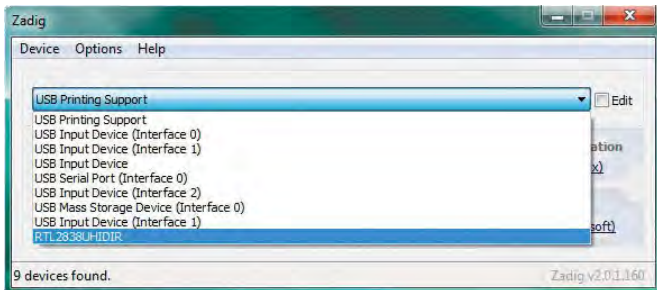 Zadig
Device Options Help
USB Printing Support Edit
USB Printing Support
USB Input Device (Interface 0)
USB Input Device (Interface 1)
ation
USB Input Device
x)
USB Serial Port (Interface 0)
USB Input Device (Interface 2)
USB Mass Storage Device (Interface 0)
USB Input Device (Interface 1)
soft)
RTL2838UHIDIR
9 devices found. Zadig v2.0.1.160